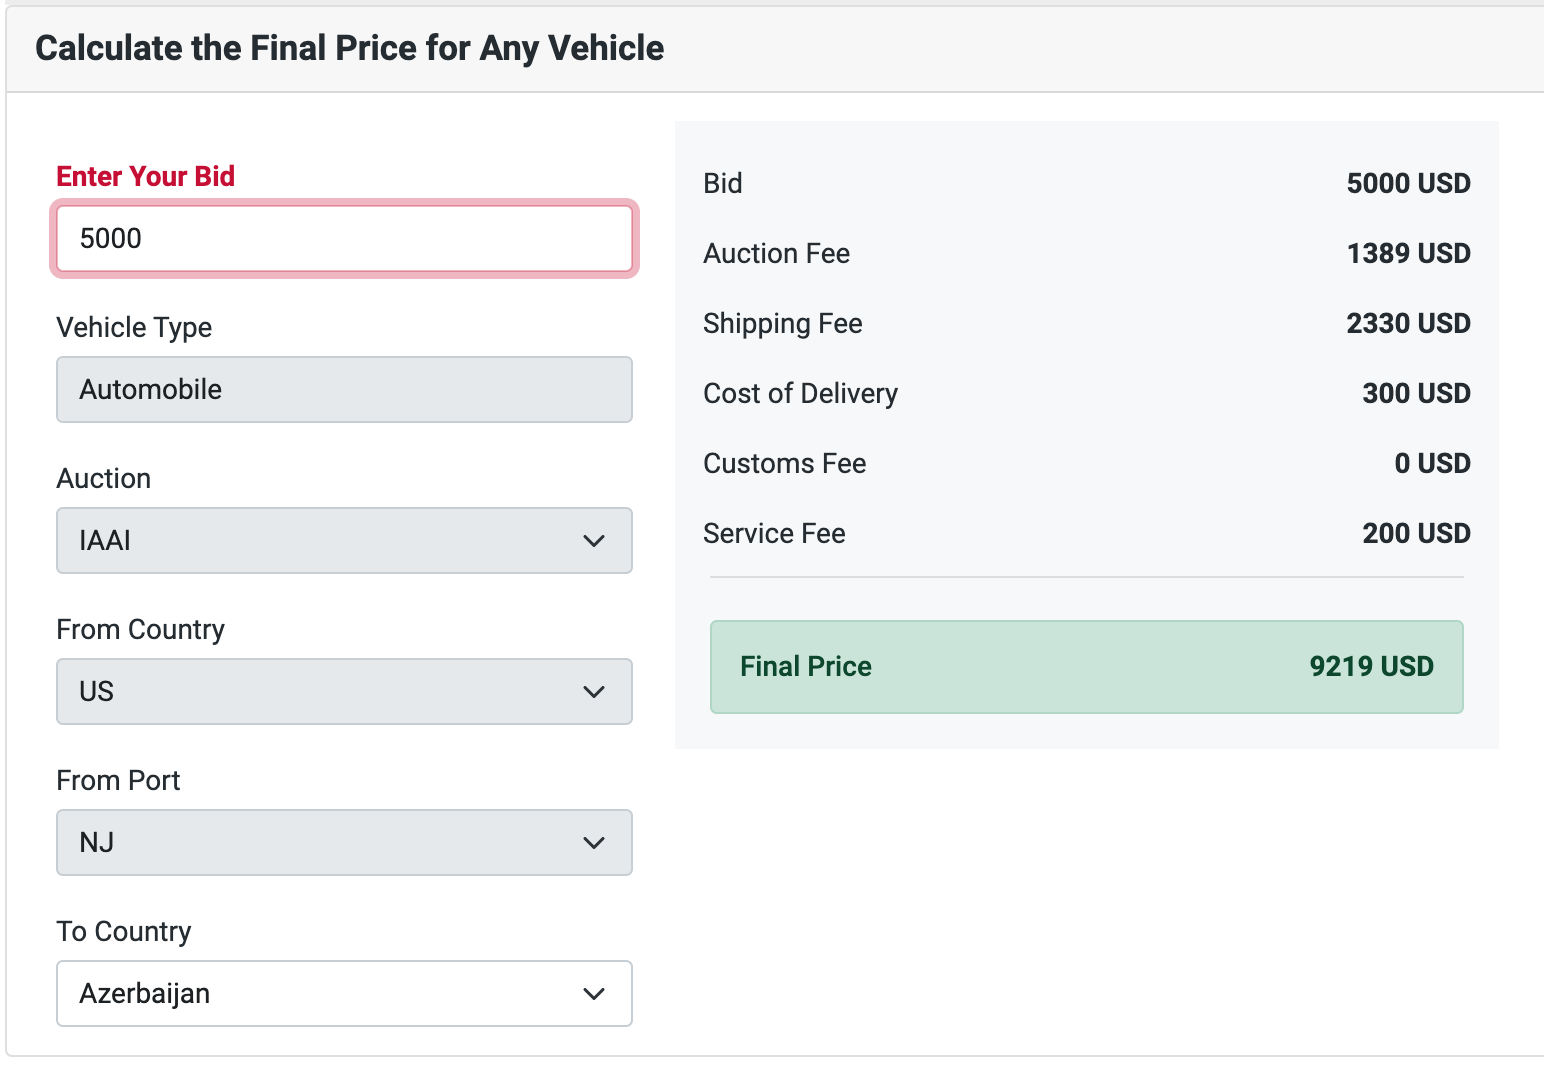 Calculate the Final Price for Any Vehicle
Enter Your Bid
5000
Vehicle Type
Automobile
Auction
IAAI
From Country
US
From Port
NJ
To Country
Azerbaijan
Bid 5000 USD
Auction Fee 1389 USD
Shipping Fee 2330 USD
Cost of Delivery 300 USD
Customs Fee 0 USD
Service Fee 200 USD
Final Price 9219 USD